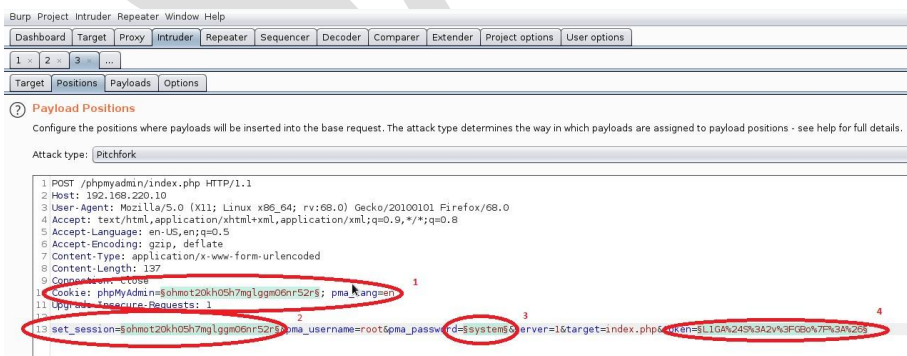 Burp Project Intruder Repeater Window Help
Dashboard Target Proxy Intruder Repeater Sequencer Decoder Comparer Extender Project options User options
1 × 2 × 3 × ...
Target Positions Payloads Options
? Payload Positions
Configure the positions where payloads will be inserted into the base request. The attack type determines the way in which payloads are assigned to payload positions - see help for full details.
Attack type: Pitchfork
1 POST /phpmyadmin/index.php HTTP/1.1
2 Host: 192.168.220.10
3 User-Agent: Mozilla/5.0 (X11; Linux x86_64; rv:68.0) Gecko/20100101 Firefox/68.0
4 Accept: text/html,application/xhtml+xml,application/xml;q=0.9,*/*;q=0.8
5 Accept-Language: en-US,en;q=0.5
6 Accept-Encoding: gzip, deflate
7 Content-Type: application/x-www-form-urlencoded
8 Content-Length: 137
9 Connection: close
1
10 Cookie: phpMyAdmin=§ohmot20kh05h7mglggm06nr52r§; pma_lang=en
11 Upgrade-Insecure-Requests: 1
12
2 3 4
13 set_session=§ohmot20kh05h7mglggm06nr52r§&pma_username=root&pma_password=§system§&server=1&target=index.php&token=§L1GA%24S%3A2v%3FGBo%7F%3A%26§